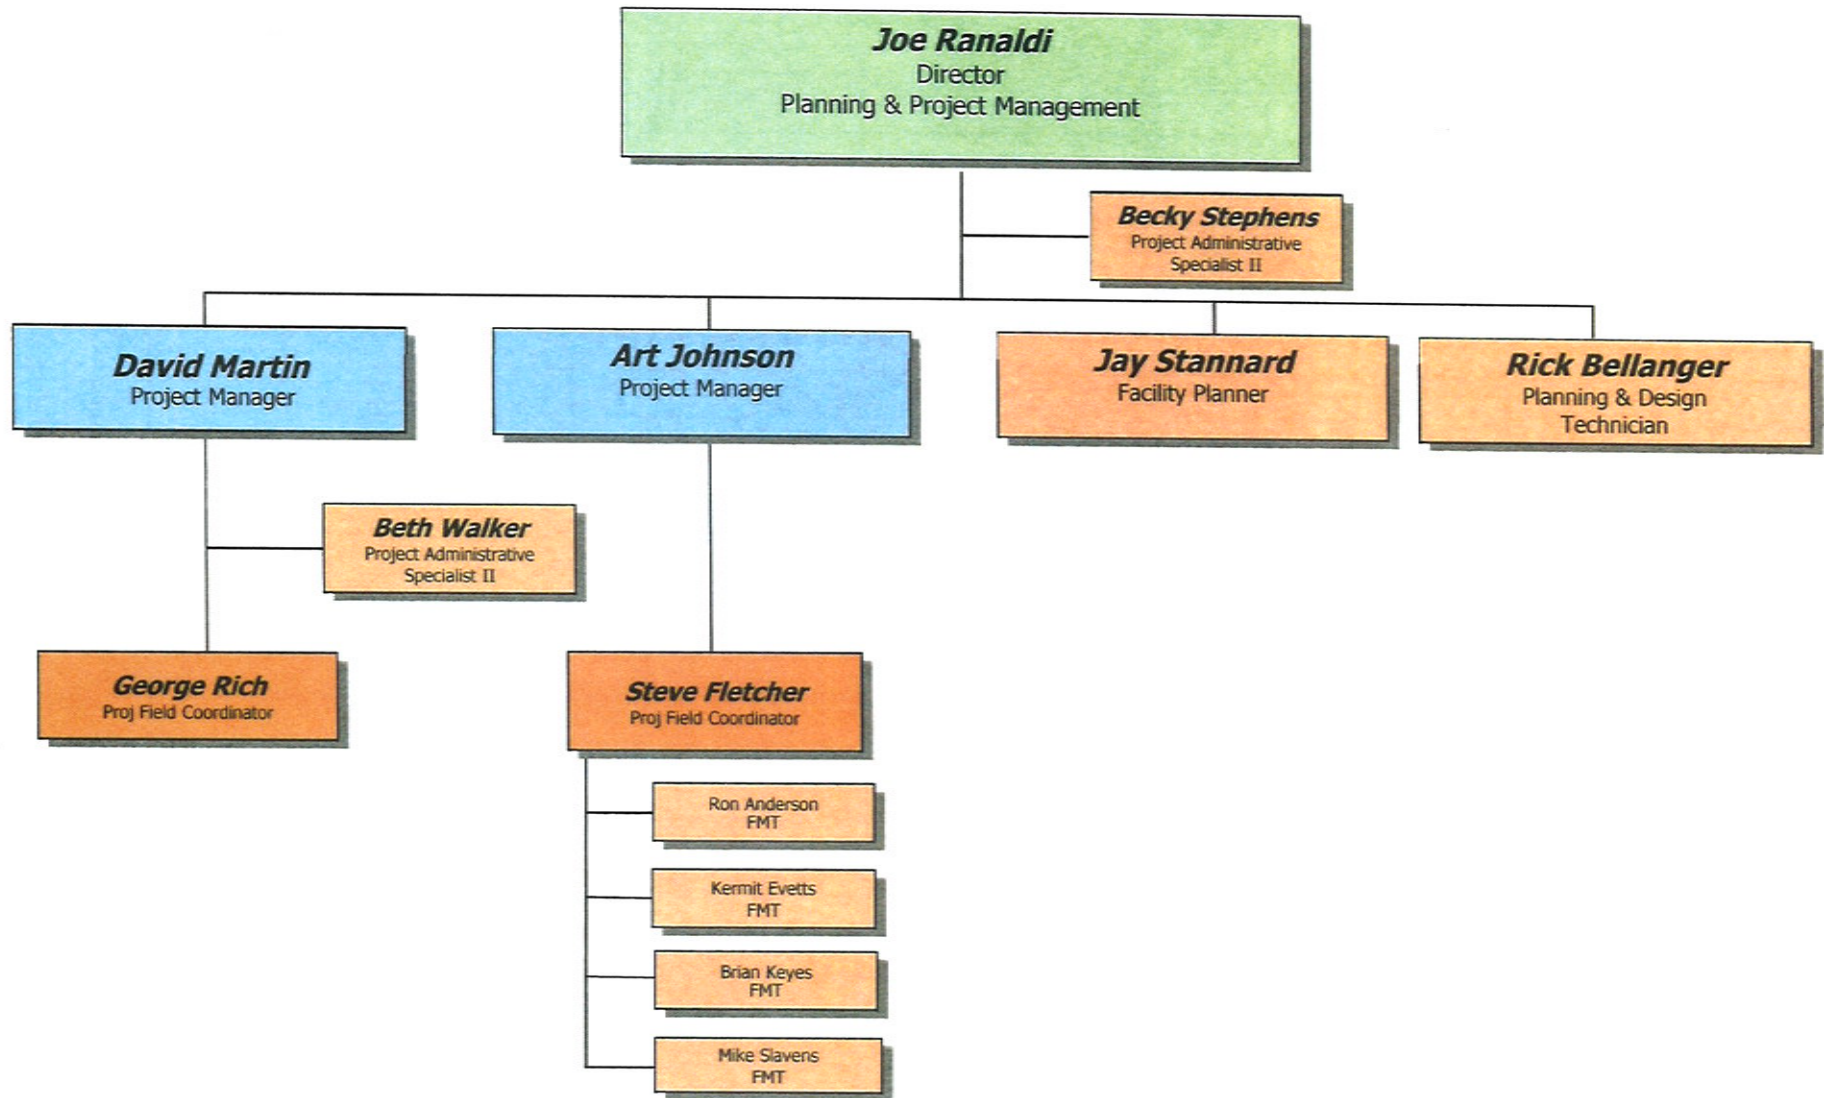 Joe Ranaldi
Director
Planning & Project Management
Becky Stephens
Project Administrative
Specialist II
David Martin
Project Manager
Art Johnson
Project Manager
Jay Stannard
Facility Planner
Rick Bellanger
Planning & Design
Technician
Beth Walker
Project Administrative
Specialist II
George Rich
Proj Field Coordinator
Steve Fletcher
Proj Field Coordinator
Ron Anderson
FMT
Kermit Evetts
FMT
Brian Keyes
FMT
Mike Slavens
FMT